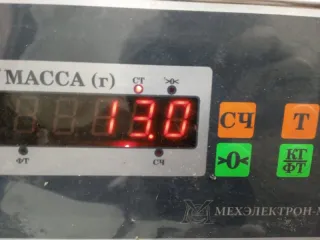 МАССА (г) СТ >0<
13.0 СЧ Т
ФТ СЧ >0< КГ
ФТ
МЕХЭЛЕКТРОН-М